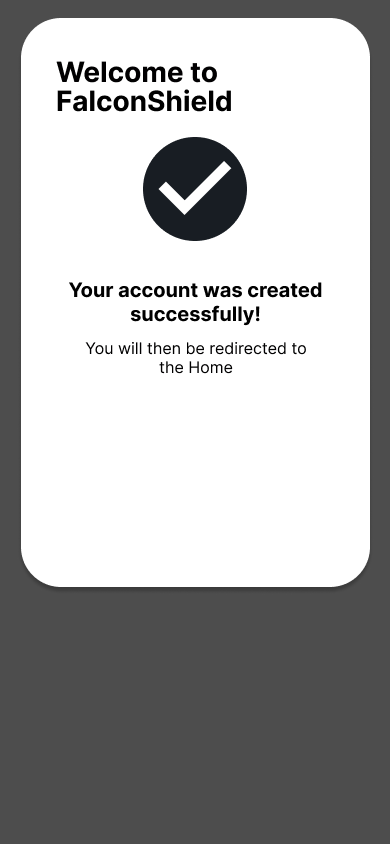 Welcome to
FalconShield
Your account was created
successfully!
You will then be redirected to
the Home